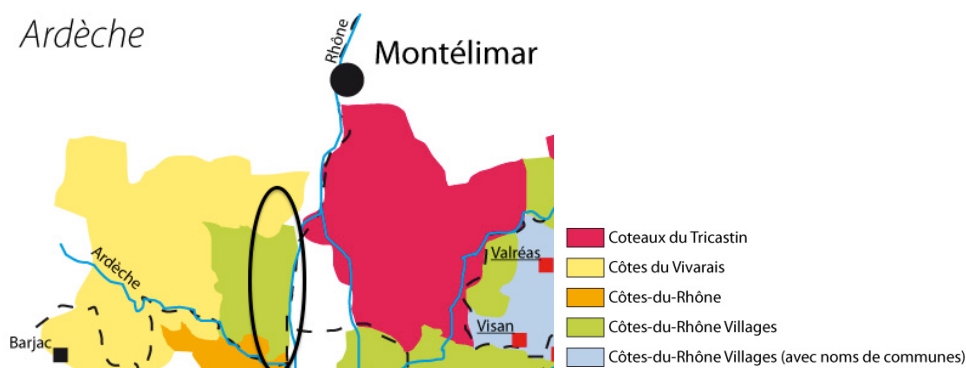 Ardèche
Rhône
Montélimar
Ardèche
Valréas
Visan
Barjac
Coteaux du Tricastin
Côtes du Vivarais
Côtes-du-Rhône
Côtes-du-Rhône Villages
Côtes-du-Rhône Villages (avec noms de communes)